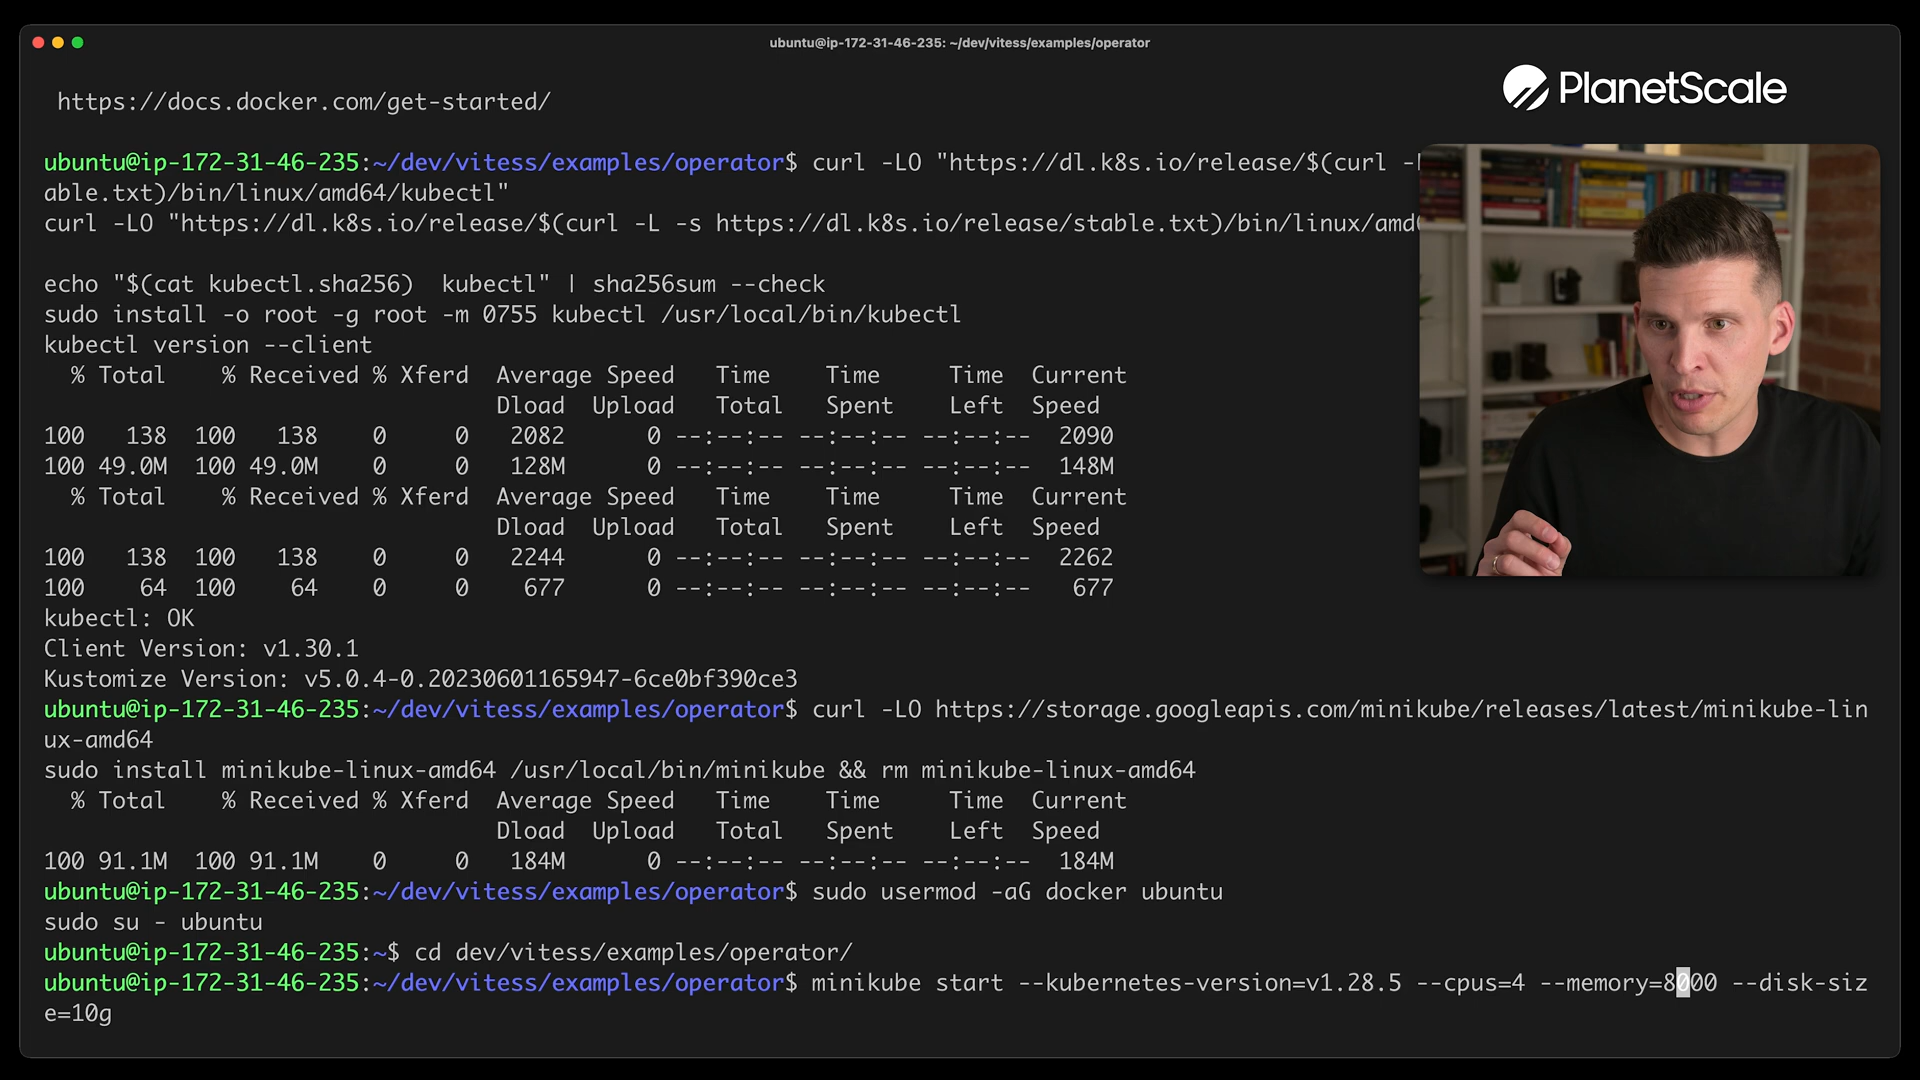 ubuntu@ip-172-31-46-235: ~/dev/vitess/examples/operator
PlanetScale
https://docs.docker.com/get-started/
ubuntu@ip-172-31-46-235:~/dev/vitess/examples/operator$ curl -LO "https://dl.k8s.io/release/$(curl -
able.txt)/bin/linux/amd64/kubectl"
curl -LO "https://dl.k8s.io/release/$(curl -L -s https://dl.k8s.io/release/stable.txt)/bin/linux/amd
echo "$(cat kubectl.sha256)  kubectl" | sha256sum --check
sudo install -o root -g root -m 0755 kubectl /usr/local/bin/kubectl
kubectl version --client
  % Total    % Received % Xferd  Average Speed   Time    Time     Time  Current
                                 Dload  Upload   Total   Spent    Left  Speed
100   138  100   138    0     0   2082      0 --:--:-- --:--:-- --:--:--  2090
100 49.0M  100 49.0M    0     0   128M      0 --:--:-- --:--:-- --:--:--  148M
  % Total    % Received % Xferd  Average Speed   Time    Time     Time  Current
                                 Dload  Upload   Total   Spent    Left  Speed
100   138  100   138    0     0   2244      0 --:--:-- --:--:-- --:--:--  2262
100    64  100    64    0     0    677      0 --:--:-- --:--:-- --:--:--   677
kubectl: OK
Client Version: v1.30.1
Kustomize Version: v5.0.4-0.20230601165947-6ce0bf390ce3
ubuntu@ip-172-31-46-235:~/dev/vitess/examples/operator$ curl -LO https://storage.googleapis.com/minikube/releases/latest/minikube-lin
ux-amd64
sudo install minikube-linux-amd64 /usr/local/bin/minikube && rm minikube-linux-amd64
  % Total    % Received % Xferd  Average Speed   Time    Time     Time  Current
                                 Dload  Upload   Total   Spent    Left  Speed
100 91.1M  100 91.1M    0     0   184M      0 --:--:-- --:--:-- --:--:--  184M
ubuntu@ip-172-31-46-235:~/dev/vitess/examples/operator$ sudo usermod -aG docker ubuntu
sudo su - ubuntu
ubuntu@ip-172-31-46-235:~$ cd dev/vitess/examples/operator/
ubuntu@ip-172-31-46-235:~/dev/vitess/examples/operator$ minikube start --kubernetes-version=v1.28.5 --cpus=4 --memory=8000 --disk-siz
e=10g